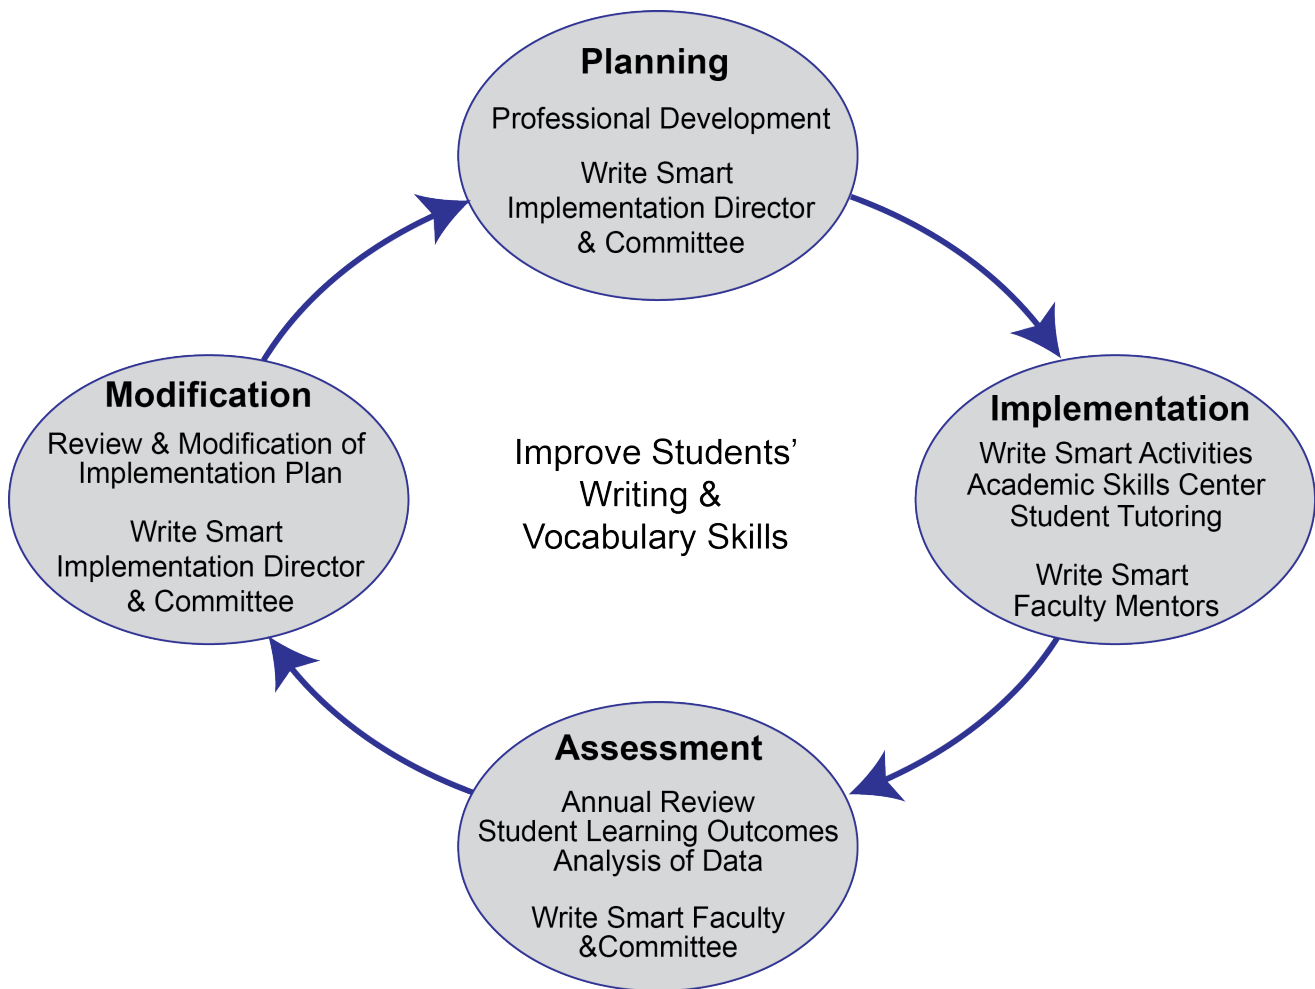 Planning
Professional Development
Write Smart
Implementation Director
& Committee
Modification
Review & Modification of
Implementation Plan
Write Smart
Implementation Director
& Committee
Improve Students’
Writing &
Vocabulary Skills
Implementation
Write Smart Activities
Academic Skills Center
Student Tutoring
Write Smart
Faculty Mentors
Assessment
Annual Review
Student Learning Outcomes
Analysis of Data
Write Smart Faculty
&Committee